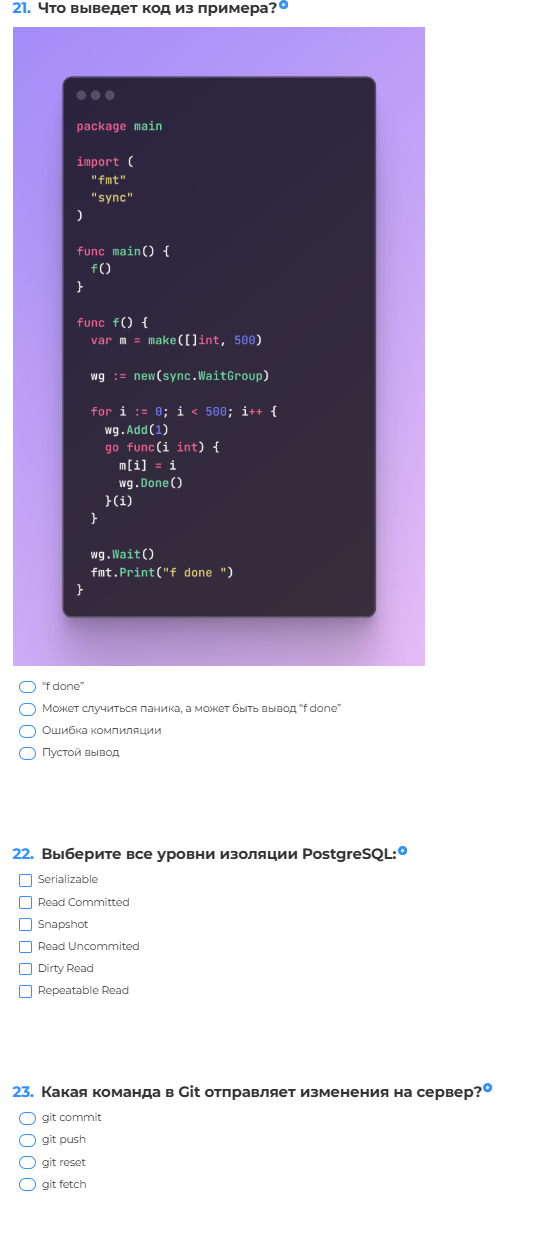 21. Что выведет код из примера?
package main
import (
"fmt"
"sync"
)
func main() {
f()
}
func f() {
var m = make([]int, 500)
wg := new(sync.WaitGroup)
for i := 0; i < 500; i++ {
wg.Add(1)
go func(i int) {
m[i] = i
wg.Done()
}(i)
}
wg.Wait()
fmt.Print("f done ")
}
“f done”
Может случиться паника, а может быть вывод “f done”
Ошибка компиляции
Пустой вывод
22. Выберите все уровни изоляции PostgreSQL:
Serializable
Read Committed
Snapshot
Read Uncommited
Dirty Read
Repeatable Read
23. Какая команда в Git отправляет изменения на сервер?
git commit
git push
git reset
git fetch